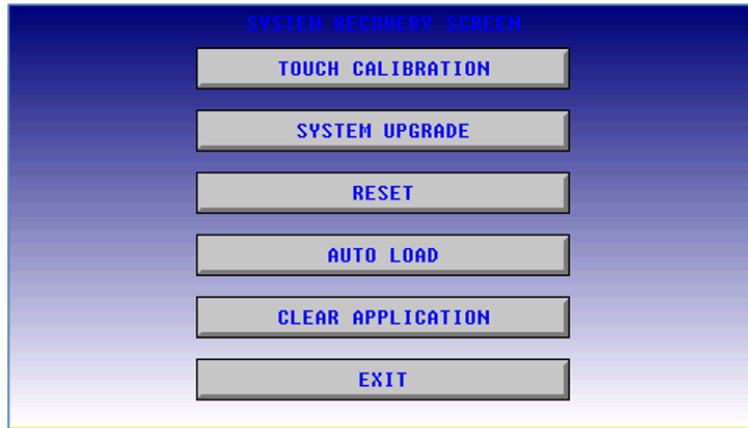 SYSTEM RECOVERY SCREEN
TOUCH CALIBRATION
SYSTEM UPGRADE
RESET
AUTO LOAD
CLEAR APPLICATION
EXIT